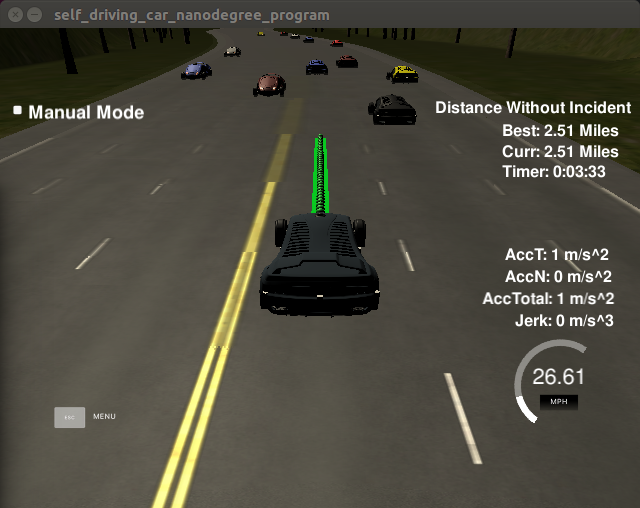 self_driving_car_nanodegree_program
Manual Mode
Distance Without Incident
Best: 2.51 Miles
Curr: 2.51 Miles
Timer: 0:03:33
AccT: 1 m/s^2
AccN: 0 m/s^2
AccTotal: 1 m/s^2
Jerk: 0 m/s^3
26.61
MPH
ESC MENU